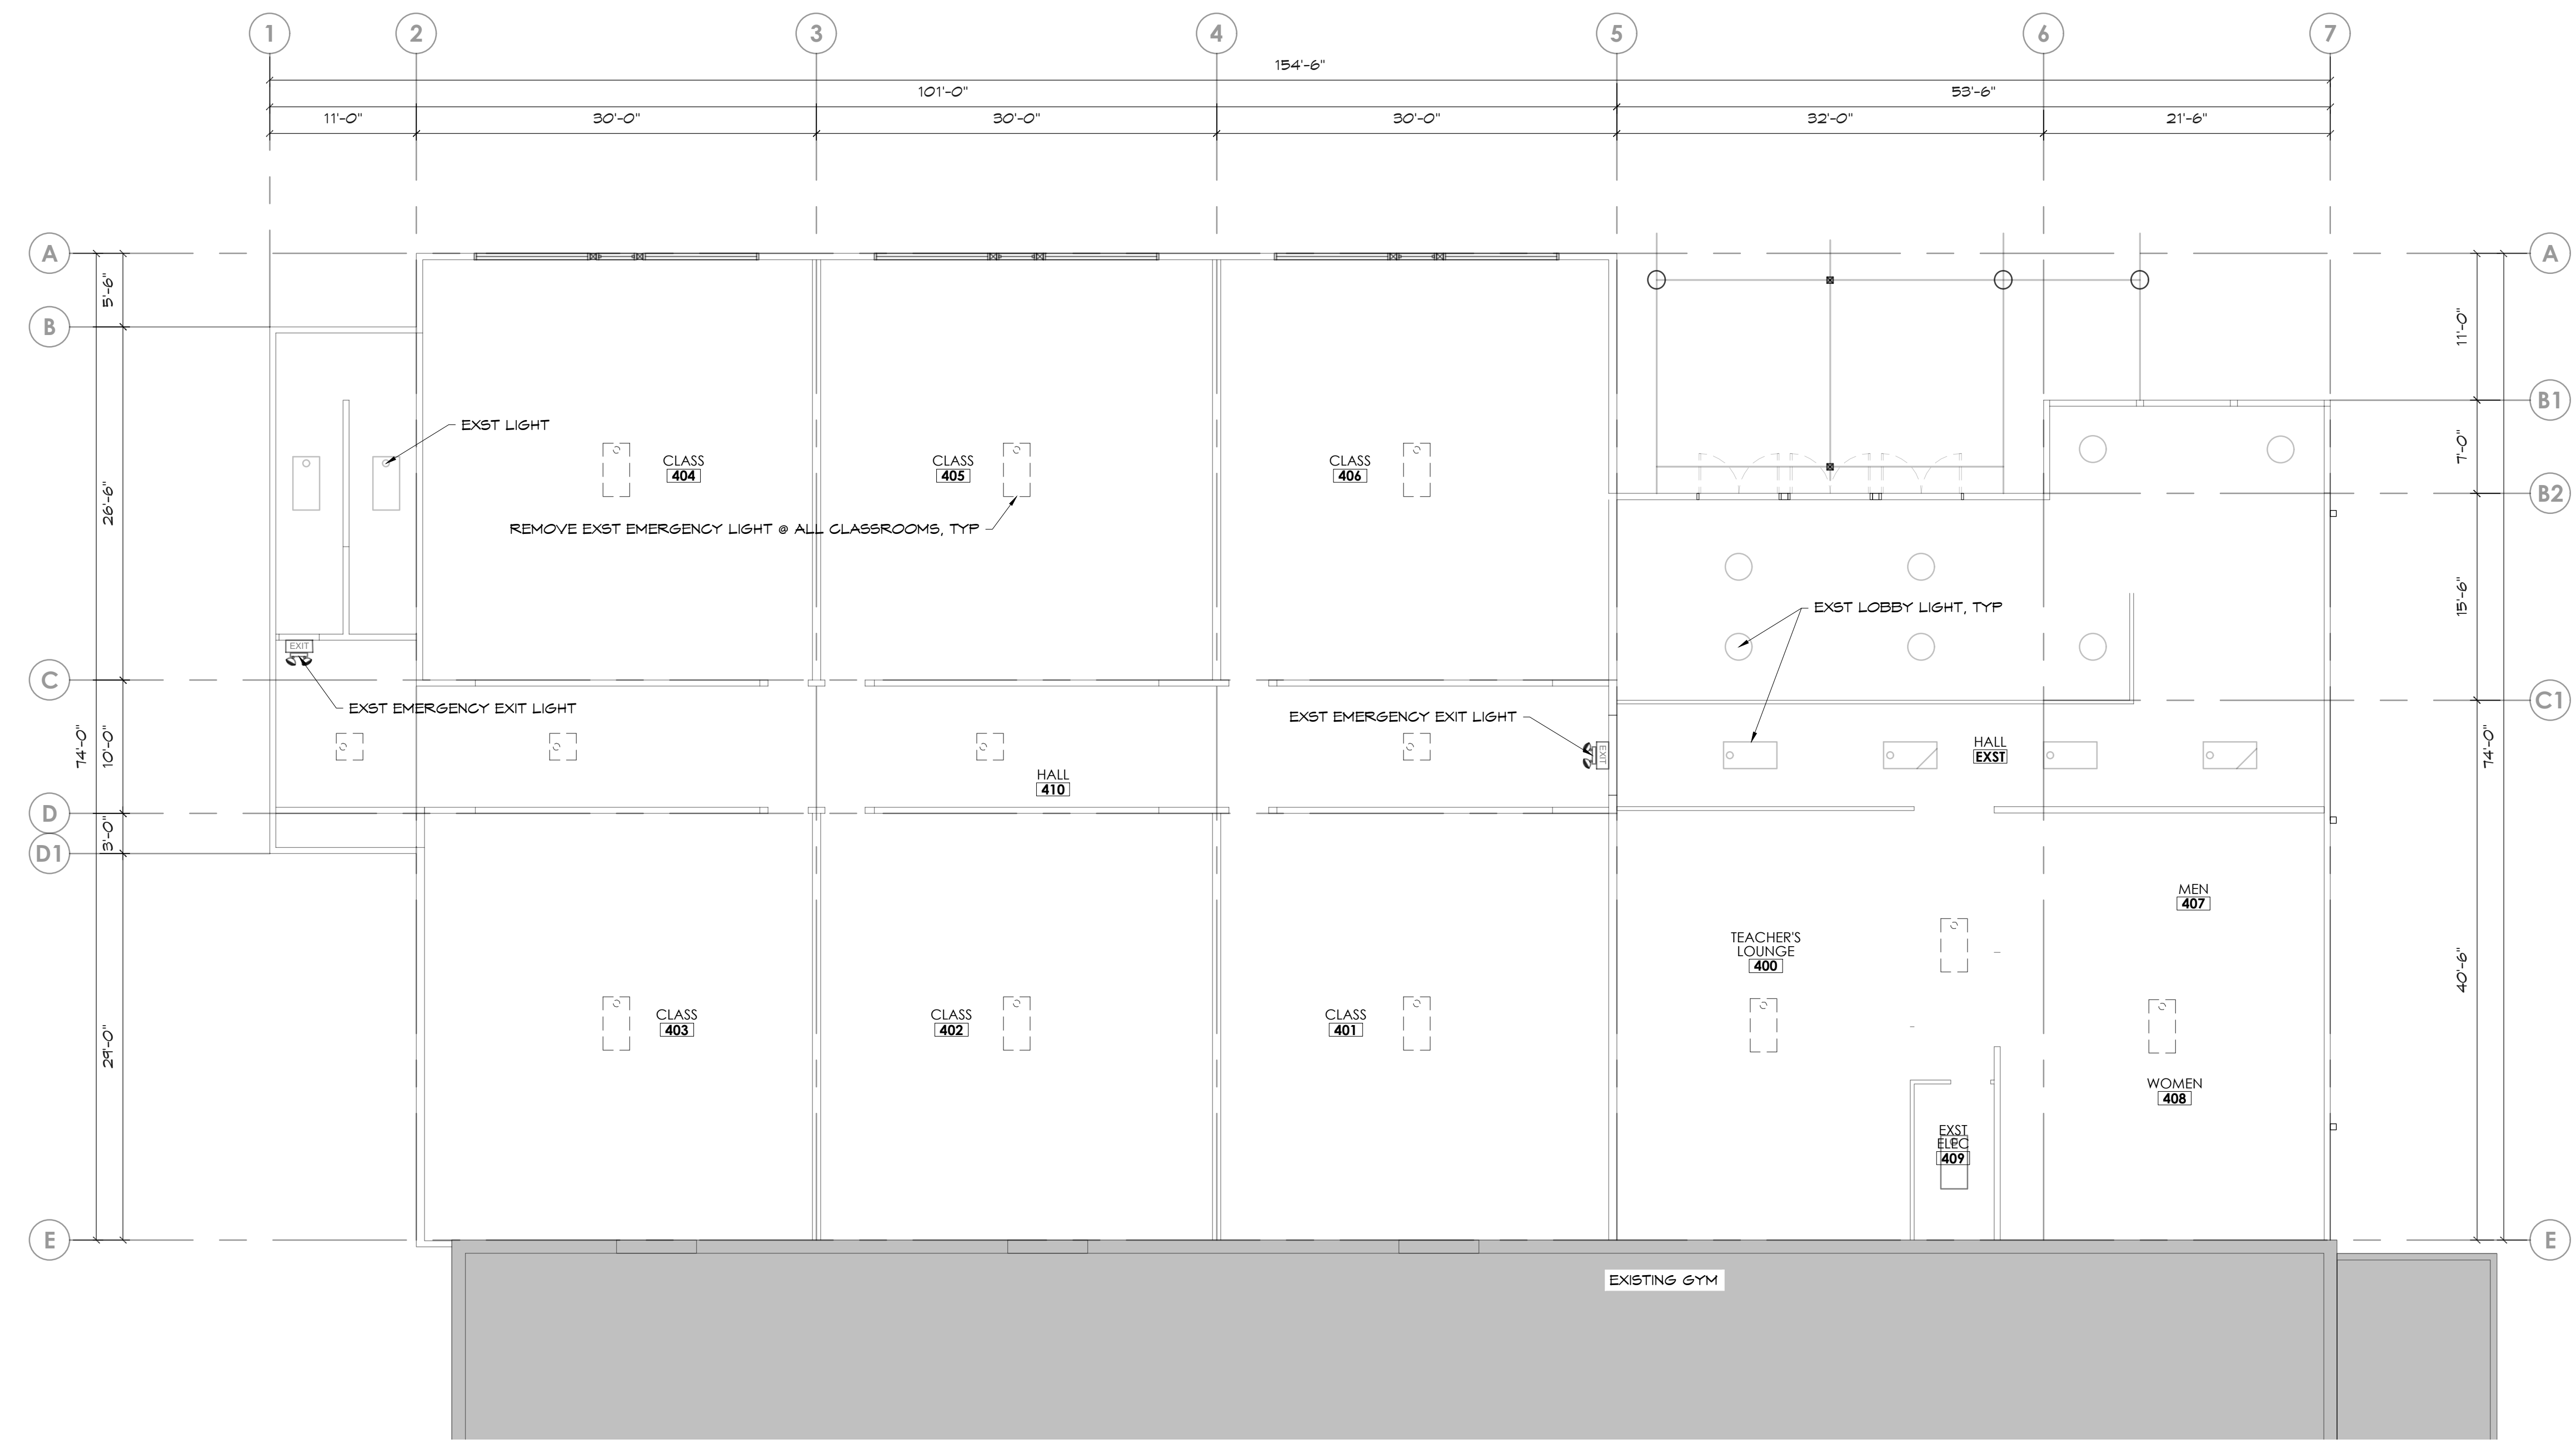 1 2 3 4 5 6 7
154'-6"
101'-0" 53'-6"
11'-0" 30'-0" 30'-0" 30'-0" 32'-0" 21'-6"
A A
5'-6"
B
11'-0"
B1
EXST LIGHT
7'-0"
CLASS CLASS CLASS
404 405 406
B2
26'-6"
REMOVE EXST EMERGENCY LIGHT @ ALL CLASSROOMS, TYP
15'-6"
EXST LOBBY LIGHT, TYP
EXIT
C
C1
EXST EMERGENCY EXIT LIGHT
EXST EMERGENCY EXIT LIGHT
EXIT
74'-0"
10'-0"
HALL
EXST
74'-0"
HALL
410
D
3'-0"
D1
MEN
407
TEACHER'S
LOUNGE
400
40'-6"
CLASS CLASS CLASS
403 402 401
29'-0"
WOMEN
408
EXST
ELEC
409
E E
EXISTING GYM